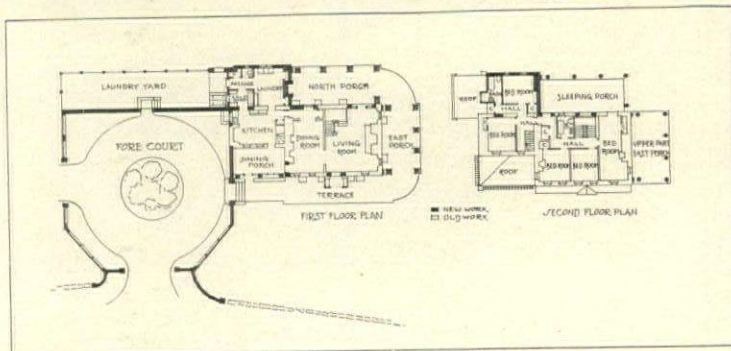 LAUNDRY YARD
PASSAGE
LAUNDRY
NORTH PORCH
KITCHEN
DINING
ROOM
LIVING
ROOM
EAST
PORCH
DINING
PORCH
TERRACE
FORE COURT
FIRST FLOOR PLAN
NEW WORK
OLD WORK
ROOF
BED ROOM
SLEEPING PORCH
HALL
HALL
BED ROOM
HALL
BED
ROOM
UPPER PART
EAST PORCH
ROOF
BED ROOM
BED ROOM
SECOND FLOOR PLAN